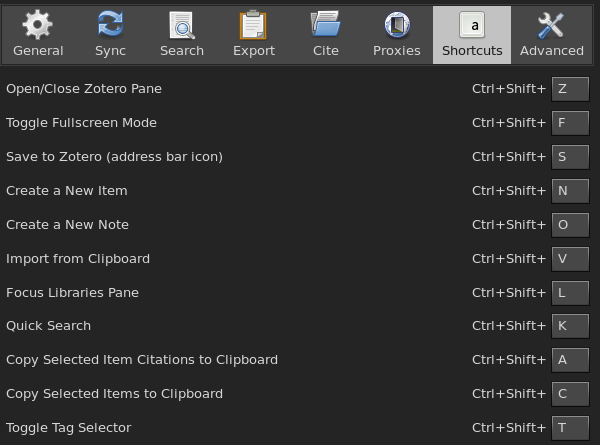 General Sync Search Export Cite Proxies a Shortcuts Advanced
Open/Close Zotero Pane Ctrl+Shift+ Z
Toggle Fullscreen Mode Ctrl+Shift+ F
Save to Zotero (address bar icon) Ctrl+Shift+ S
Create a New Item Ctrl+Shift+ N
Create a New Note Ctrl+Shift+ O
Import from Clipboard Ctrl+Shift+ V
Focus Libraries Pane Ctrl+Shift+ L
Quick Search Ctrl+Shift+ K
Copy Selected Item Citations to Clipboard Ctrl+Shift+ A
Copy Selected Items to Clipboard Ctrl+Shift+ C
Toggle Tag Selector Ctrl+Shift+ T